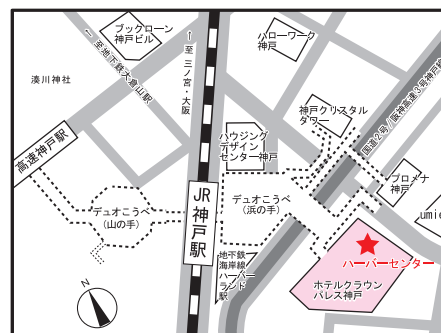 ブックローン
神戸ビル
← 至 三ノ宮・大阪
ハローワーク
神戸
← 至地下鉄大倉山駅
湊川神社
国道2号/阪神高速3号神戸線
神戸クリスタル
タワー
高速神戸駅
ハウジング
デザイン
センター神戸
プロメナ
神戸
JR神戸駅
デュオこうべ
(山の手)
デュオこうべ
(浜の手)
umie
地下鉄
海岸線
ハーバー
ランド
駅
ハーバーセンター
ホテルクラウン
パレス神戸
N